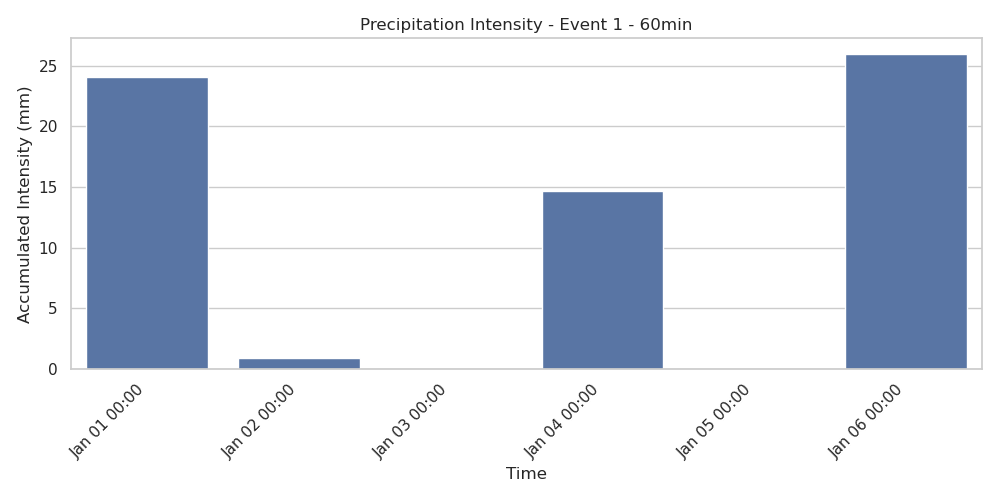 Precipitation Intensity - Event 1 - 60min
Accumulated Intensity (mm)
25
20
15
10
5
0
Jan 01 00:00
Jan 02 00:00
Jan 03 00:00
Jan 04 00:00
Jan 05 00:00
Jan 06 00:00
Time